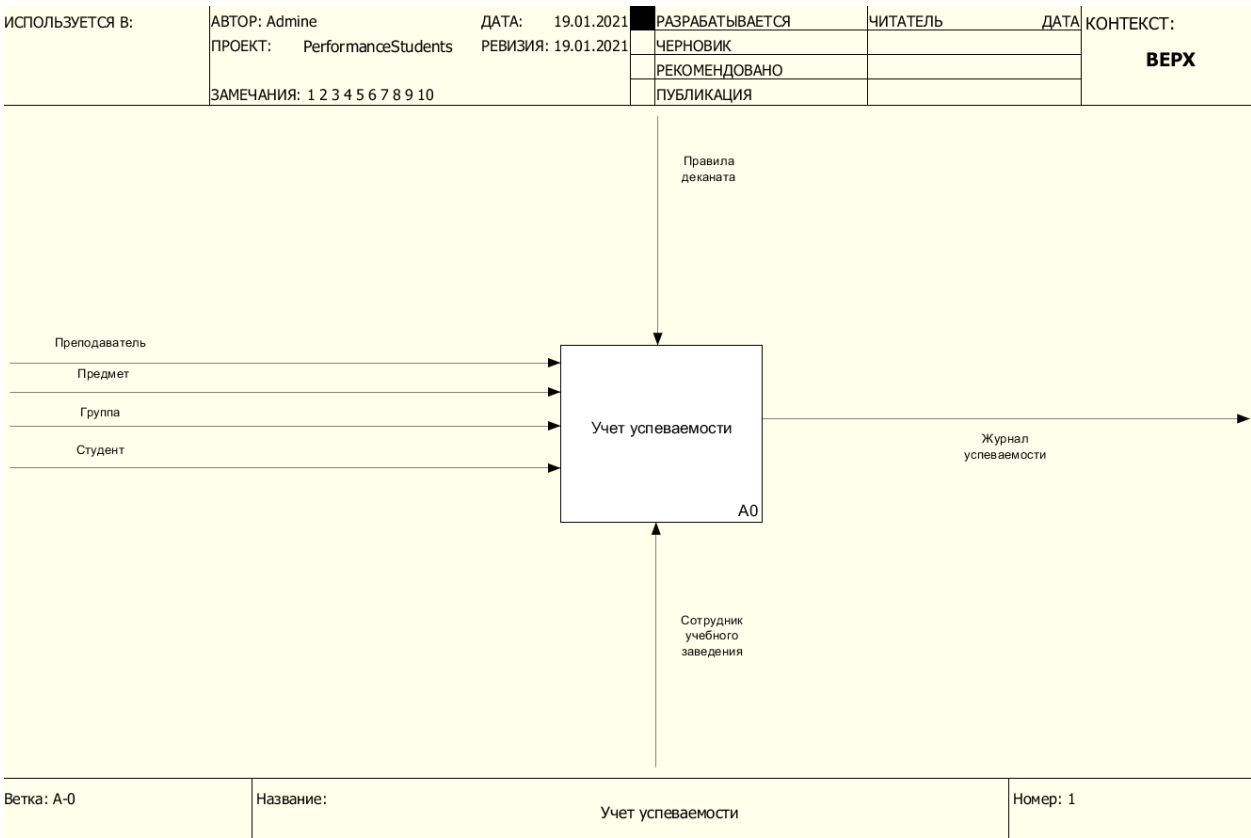 ИСПОЛЬЗУЕТСЯ В:
АВТОР: Admine
ДАТА: 19.01.2021
РАЗРАБАТЫВАЕТСЯ
ЧИТАТЕЛЬ
ДАТА
КОНТЕКСТ:
ПРОЕКТ: PerformanceStudents
РЕВИЗИЯ: 19.01.2021
ЧЕРНОВИК
ВЕРХ
РЕКОМЕНДОВАНО
ЗАМЕЧАНИЯ: 1 2 3 4 5 6 7 8 9 10
ПУБЛИКАЦИЯ
Правила
деканата
Преподаватель
Предмет
Группа
Студент
Учет успеваемости
A0
Журнал
успеваемости
Сотрудник
учебного
заведения
Ветка: A-0
Название:
Учет успеваемости
Номер: 1